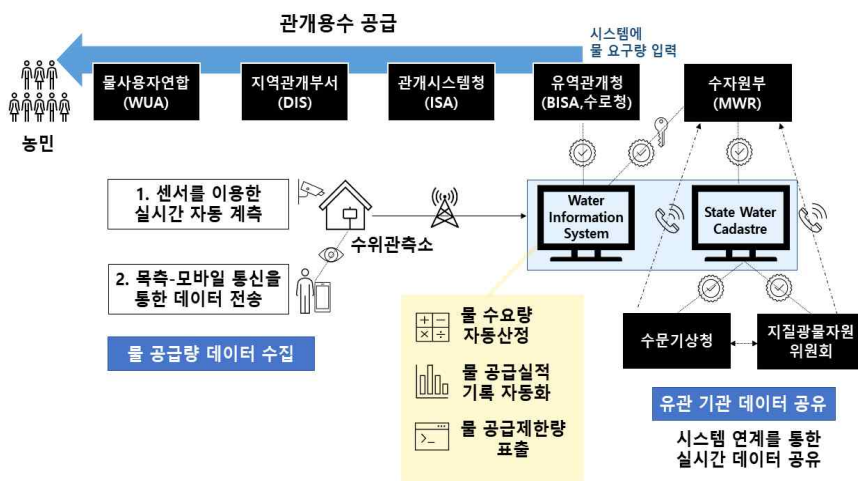 관개용수 공급
시스템에
물 요구량 입력
물사용자연합
(WUA)
지역관개부서
(DIS)
관개시스템청
(ISA)
유역관개청
(BISA,수로청)
수자원부
(MWR)
농민
1. 센서를 이용한
실시간 자동 계측
수위관측소
2. 목측-모바일 통신을
통한 데이터 전송
물 공급량 데이터 수집
Water
Information
System
State Water
Cadastre
물 수요량
자동산정
물 공급실적
기록 자동화
물 공급제한량
표출
수문기상청
지질광물자원
위원회
유관 기관 데이터 공유
시스템 연계를 통한
실시간 데이터 공유